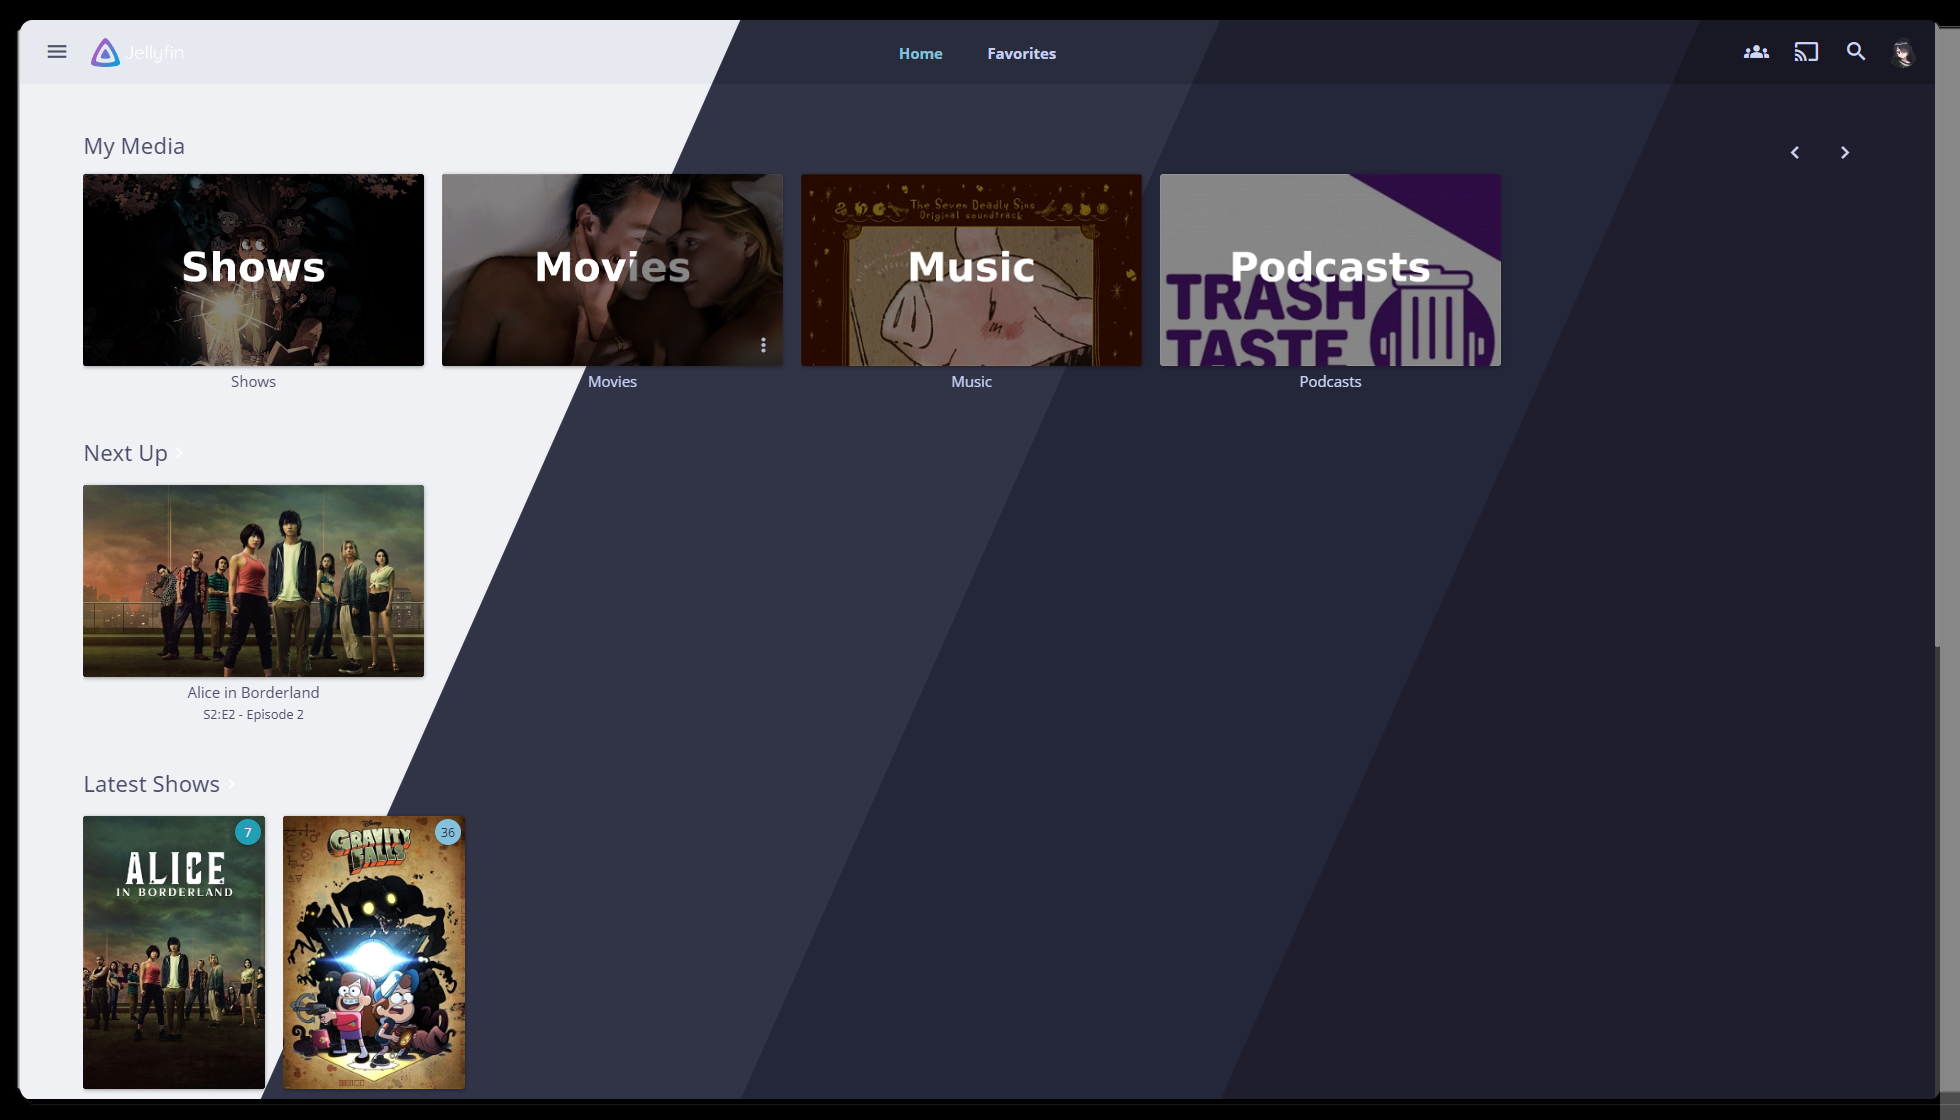 Jellyfin
Home
Favorites
My Media
Shows
Movies
The Seven Deadly Sins
Original soundtrack
Music
Podcasts
TRASH
TASTE
Shows
Movies
Music
Podcasts
Next Up
Alice in Borderland
S2:E2 - Episode 2
Latest Shows
7
ALICE
IN BORDERLAND
36
Disney
GRAVITY
FALLS